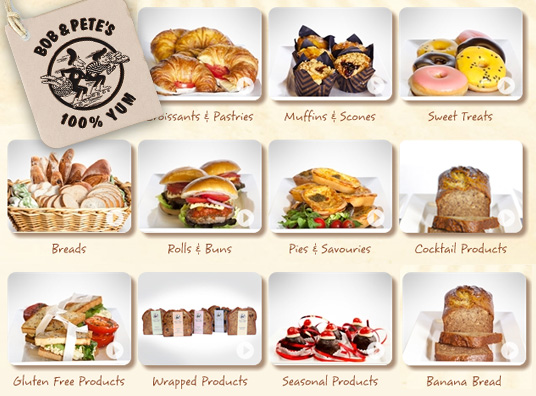 BOB & PETE'S
100% YUM
Croissants & Pastries
Muffins & Scones
Sweet Treats
Breads
Rolls & Buns
Pies & Savouries
Cocktail Products
Gluten Free Products
Wrapped Products
Seasonal Products
Banana Bread